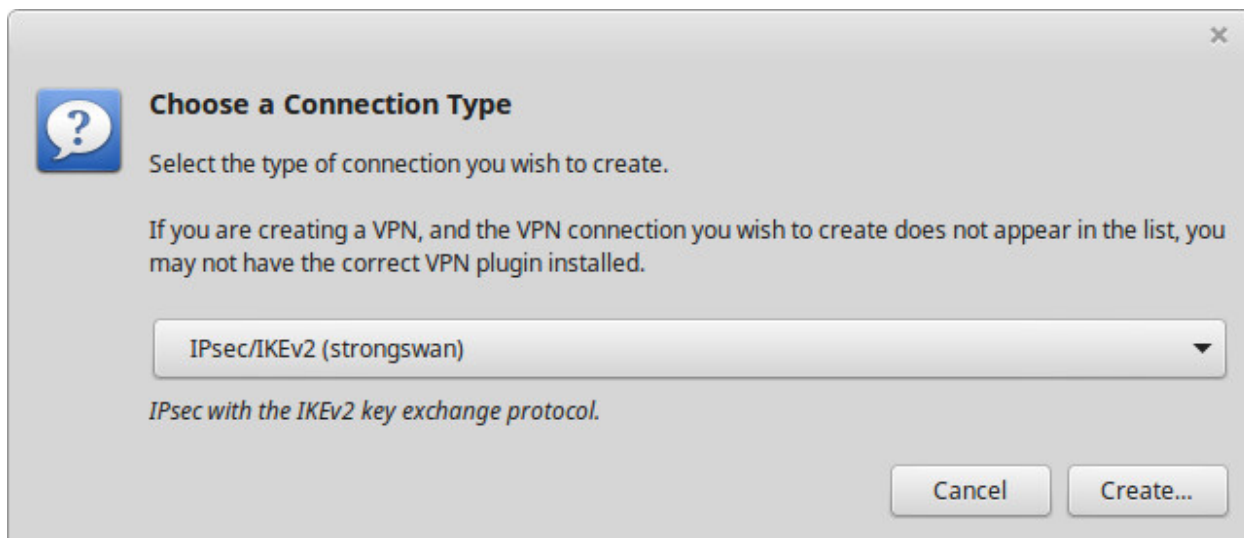 Choose a Connection Type
Select the type of connection you wish to create.
If you are creating a VPN, and the VPN connection you wish to create does not appear in the list, you
may not have the correct VPN plugin installed.
IPsec/IKEv2 (strongswan)
IPsec with the IKEv2 key exchange protocol.
Cancel
Create...